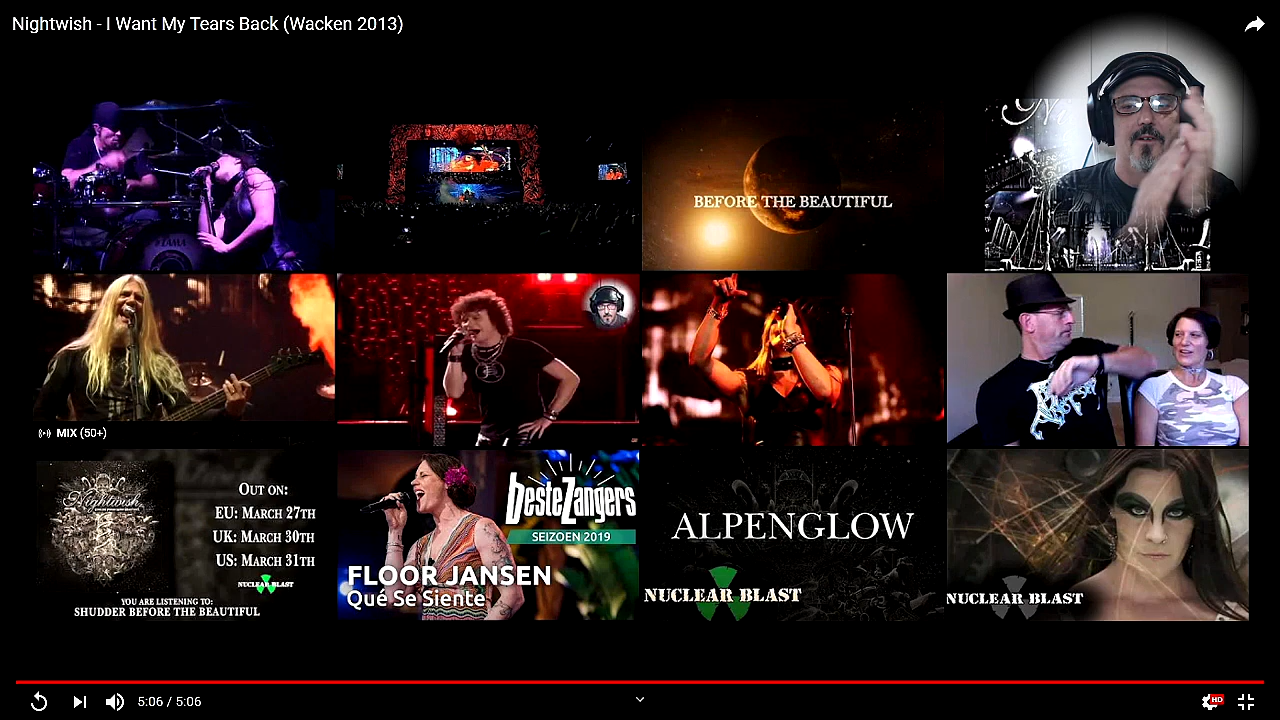 Nightwish - I Want My Tears Back (Wacken 2013)
BEFORE THE BEAUTIFUL
MIX (50+)
Nightwish
OUT ON:
EU: MARCH 27TH
UK: MARCH 30TH
US: MARCH 31TH
NUCLEAR BLAST
YOU ARE LISTENING TO:
SHUDDER BEFORE THE BEAUTIFUL
besteZangers
SEIZOEN 2019
FLOOR JANSEN
Qué Se Siente
ALPENGLOW
NUCLEAR BLAST
NUCLEAR BLAST
5:06 / 5:06
HD